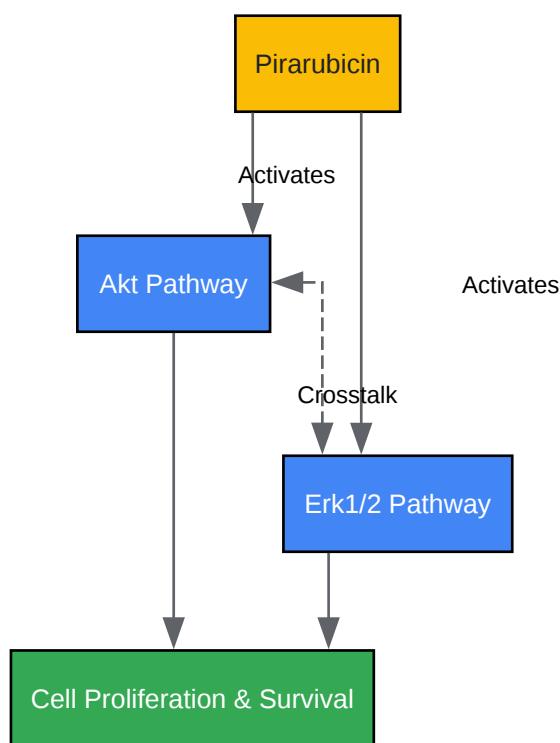 Pirarubicin
Activates
Akt Pathway
Activates
Crosstalk
Erk1/2 Pathway
Cell Proliferation & Survival